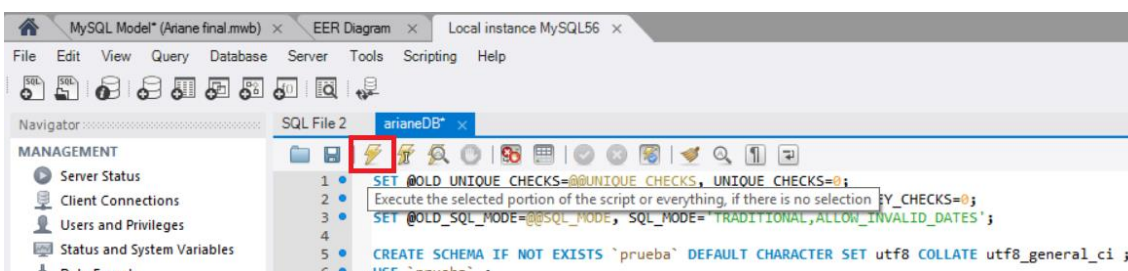 MySQL Model* (Ariane final.mwb) × EER Diagram × Local instance MySQL56 ×
File Edit View Query Database Server Tools Scripting Help
Navigator SQL File 2 arianeDB* ×
MANAGEMENT
Server Status
Client Connections
Users and Privileges
Status and System Variables
1 SET @OLD_UNIQUE_CHECKS=@@UNIQUE_CHECKS, UNIQUE_CHECKS=0;
2 Execute the selected portion of the script or everything, if there is no selection EY_CHECKS=0;
3 SET @OLD_SQL_MODE=@@SQL_MODE, SQL_MODE='TRADITIONAL,ALLOW_INVALID_DATES';
4
5 CREATE SCHEMA IF NOT EXISTS `prueba` DEFAULT CHARACTER SET utf8 COLLATE utf8_general_ci ;